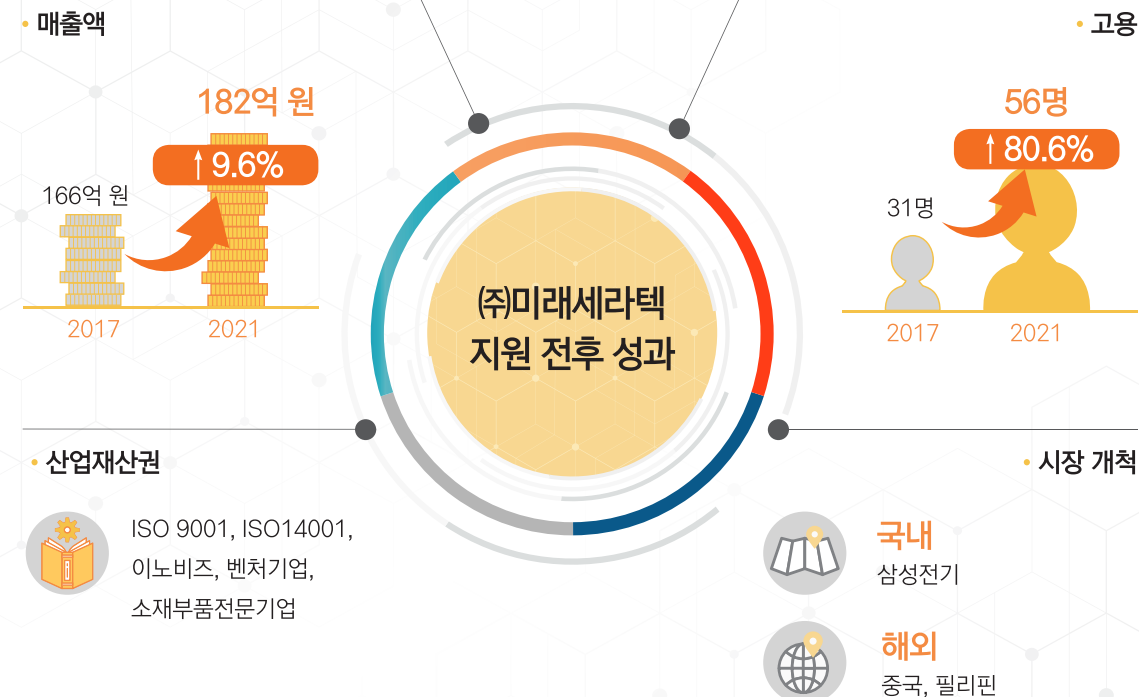 • 매출액
182억 원
↑ 9.6%
166억 원
2017
2021
• 고용
56명
↑ 80.6%
31명
2017
2021
㈜미래세라텍
지원 전후 성과
• 산업재산권
ISO 9001, ISO14001,
이노비즈, 벤처기업,
소재부품전문기업
• 시장 개척
국내
삼성전기
해외
중국, 필리핀